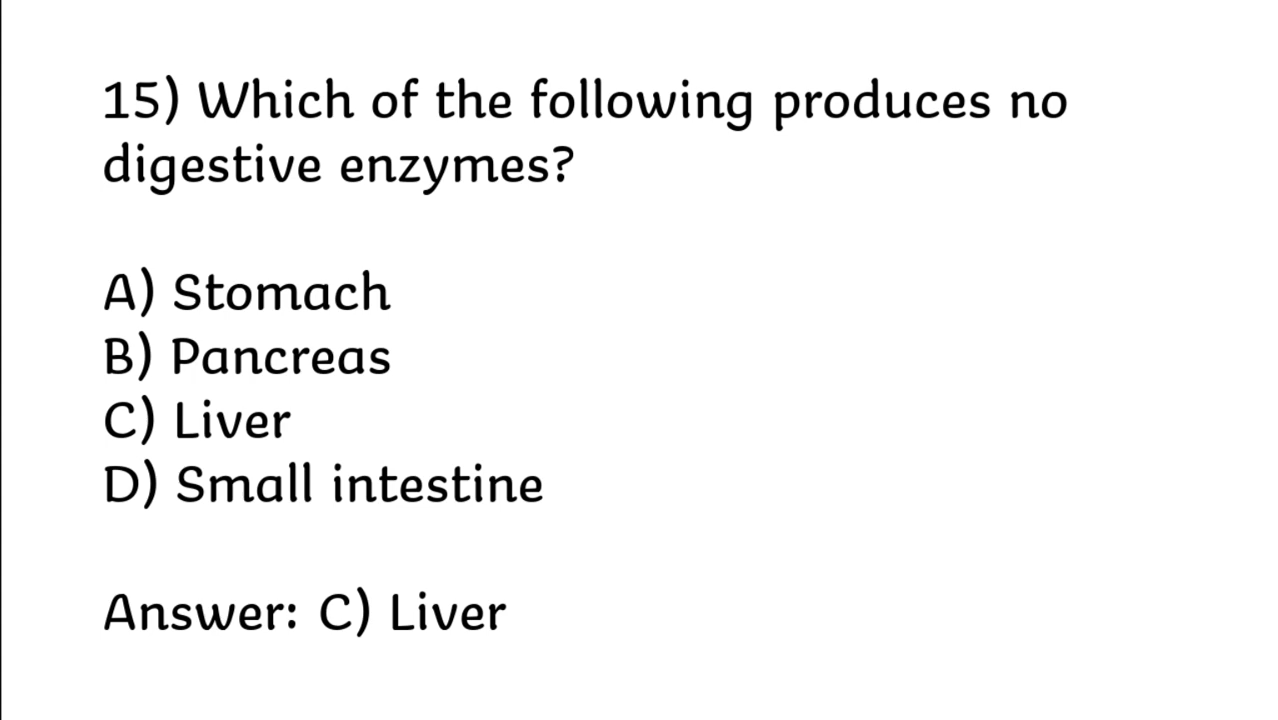 15) Which of the following produces no
digestive enzymes?
A) Stomach
B) Pancreas
C) Liver
D) Small intestine
Answer: C) Liver